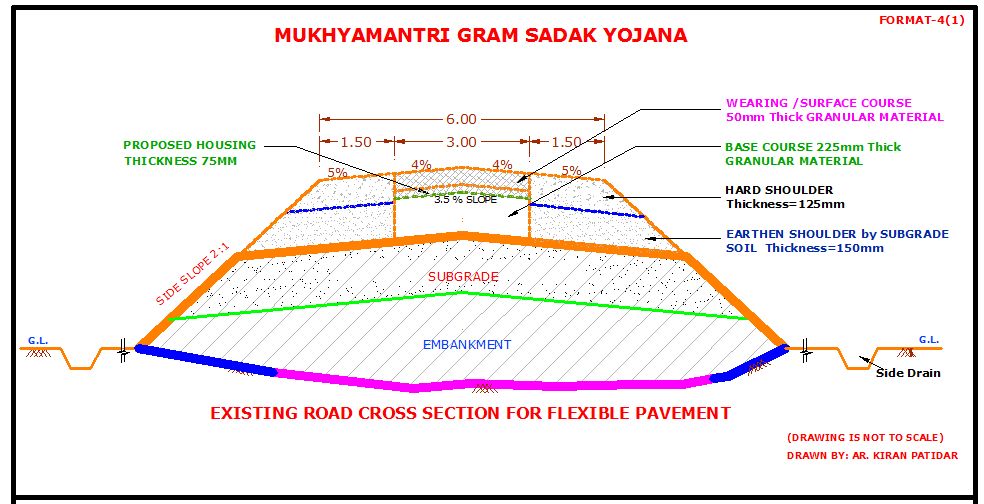 FORMAT-4(1)
MUKHYAMANTRI GRAM SADAK YOJANA
WEARING /SURFACE COURSE
50mm Thick GRANULAR MATERIAL
6.00
1.50
3.00
1.50
PROPOSED HOUSING
THICKNESS 75MM
BASE COURSE 225mm Thick
GRANULAR MATERIAL
5%
4%
4%
5%
3.5 % SLOPE
HARD SHOULDER
Thickness=125mm
EARTHEN SHOULDER by SUBGRADE
SOIL Thickness=150mm
SIDE SLOPE 2 :1
SUBGRADE
G.L.
EMBANKMENT
G.L.
Side Drain
EXISTING ROAD CROSS SECTION FOR FLEXIBLE PAVEMENT
(DRAWING IS NOT TO SCALE)
DRAWN BY: AR. KIRAN PATIDAR